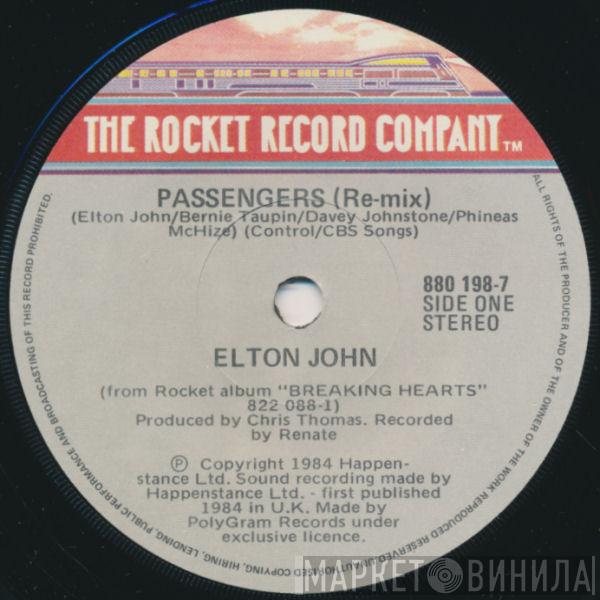 THE ROCKET RECORD COMPANY TM
PASSENGERS (Re-mix)
(Elton John/Bernie Taupin/Davey Johnstone/Phineas
McHize) (Control/CBS Songs)
880 198-7
SIDE ONE
STEREO
ELTON JOHN
(from Rocket album "BREAKING HEARTS"
822 088-1)
Produced by Chris Thomas. Recorded
by Renate
Ⓟ Copyright 1984 Happen-
stance Ltd. Sound recording made by
Happenstance Ltd. - first published
1984 in U.K. Made by
PolyGram Records under
exclusive licence.
ALL RIGHTS OF THE PRODUCER AND OF THE OWNER OF THE WORK REPRODUCED RESERVED. UNAUTHORISED COPYING, HIRING, LENDING, PUBLIC PERFORMANCE AND BROADCASTING OF THIS RECORD PROHIBITED.
МАРКЕТ ВИНИЛА